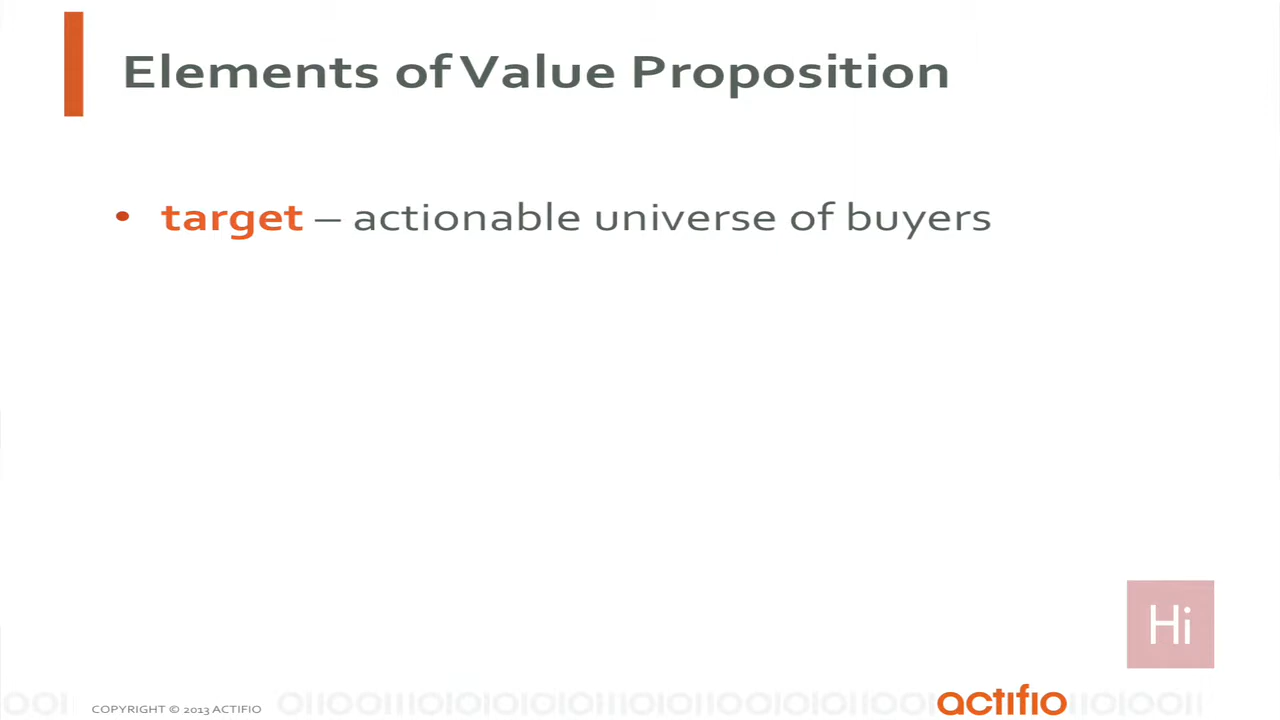 Elements of Value Proposition
• target – actionable universe of buyers
Hi
COPYRIGHT © 2013 ACTIFIO
actifio